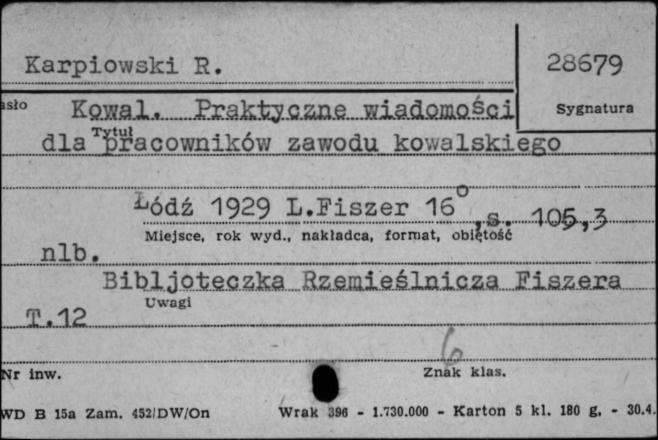 Karpiowski R.
28679
asło Kowal. Praktyczne wiadomości
Sygnatura
Tytuł
dla pracowników zawodu kowalskiego
Łódź 1929 L.Fiszer 16°, s. 105,3
Miejsce, rok wyd., nakładca, format, obiętość
nlb.
Bibljoteczka Rzemieślnicza Fiszera
Uwagi
T.12
6
Nr inw.
Znak klas.
WD B 15a Zam. 452/DW/On Wrak 396 - 1.730.000 - Karton 5 kl. 180 g. - 30.4.